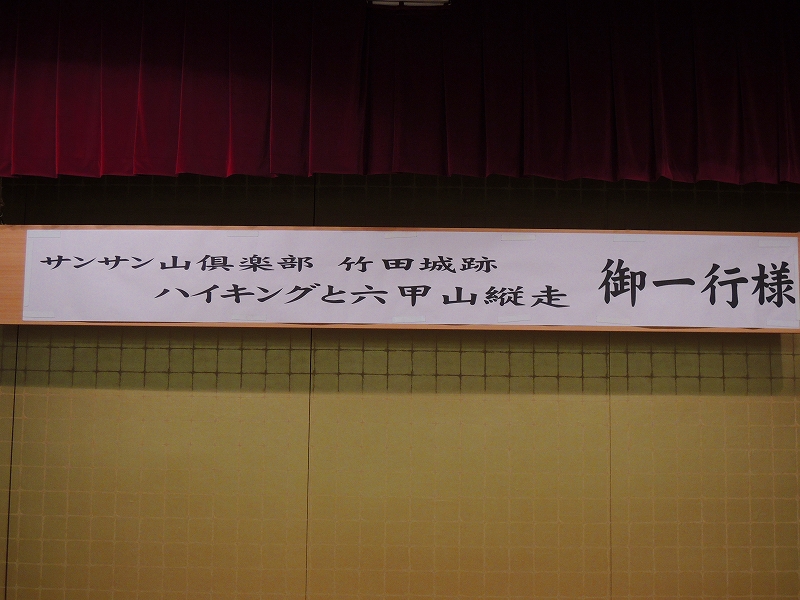 サンサン山倶楽部 竹田城跡
ハイキングと六甲山縦走
御一行様